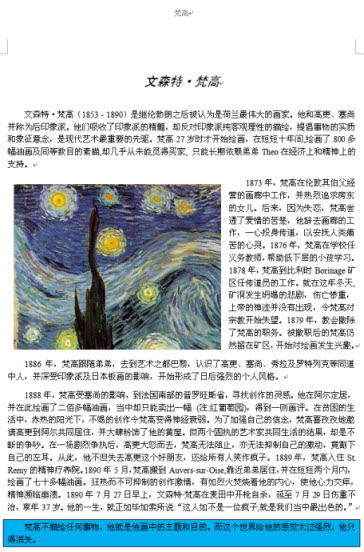 梵高
文森特·梵高
文森特·梵高（1853 - 1890）是继伦勃朗之后被认为是荷兰最伟大的画家。他和高更、塞尚
并称为后印象派。他们吸收了印象派的精髓，却反对印象派纯客观理性的描绘，提倡事物的实质
和象征意念，是现代艺术最重要的先驱。梵高 27 岁时才开始绘画，在短短十年间,绘画了 800 多
幅油画及同等数目的素描,却几乎从未能觅得买家，只能长期依赖弟弟 Theo 在经济上和精神上的
支持。
1873 年，梵高在伦敦其伯父经
营的画廊中工作，并热烈追求房东
的女儿。后来，因为失恋，梵高尝
透了爱情的苦楚，他辞去画廊的工
作，一心投身传道，以安抚人类痛
苦的心灵。1876 年，梵高在学校任
义务教师，帮助低下层的小孩学习。
1878 年，梵高到比利时 Borinage 矿
区任传道员的工作。就在这年冬天，
矿洞发生坍塌的悲剧，伤亡惨重，
上帝的神迹并没有出现，令梵高对
宗教开始失望。1879 年，教会撤除
了梵高的职务。被撤职后的梵高仍
然留在矿区，开始对绘画发生兴趣。
1886 年，梵高跟随弟弟，去到艺术之都巴黎，认识了高更、塞尚、秀拉及罗特列克等同道
中人，并深受印象派及日本版画的影响，开始形成了日后强烈的个人风格。
1888 年，梵高受塞尚的影响，到法国南部的普罗旺斯省，寻找创作的灵感。他在阿尔定居，
并在此绘画了二佰多幅油画，当中却只能卖出一幅 (注:红葡萄园)，得到一例画评。在贫困的生
活中，赤热的阳光下，不竭的创作令梵高变得神经衰弱。为了加强自己的信念，梵高喜孜孜地邀
请高更到阿尔共同居住，并大肆粉饰了他的黄屋。但两个固执的艺术家共同生活的结果，却是不
断的争吵。在一场剧烈争执后，高更大怒而去，梵高无法阻止，亦无法抑制自己的激动，竟割下
自己的左耳。从此，他不但失去高更这个好朋友，还给所有人笑作疯子。1889 年，梵高入住 St
Remy 的精神疗养院。1890 年 5 月，梵高搬到 Auvers-sur-Oise,靠近弟弟居住，并在短短两个月内，
绘画了七十多幅油画。狂热而不可抑制的创作激情，有如烈火焚烧着他的内心，使他心力交瘁，
精神濒临崩溃。1890 年 7 月 27 日早上，文森特·梵高在麦田中开枪自杀，延至 7 月 29 日伤重不
治，享年 37 岁。他的一生，就正如毕加索所说：“这人如不是一位疯子,就是我们当中最出色的。”
梵高不描绘任何事物，他就是他画中的主题和目的。而这个世界给他的感觉太过强烈，他只
得消失。